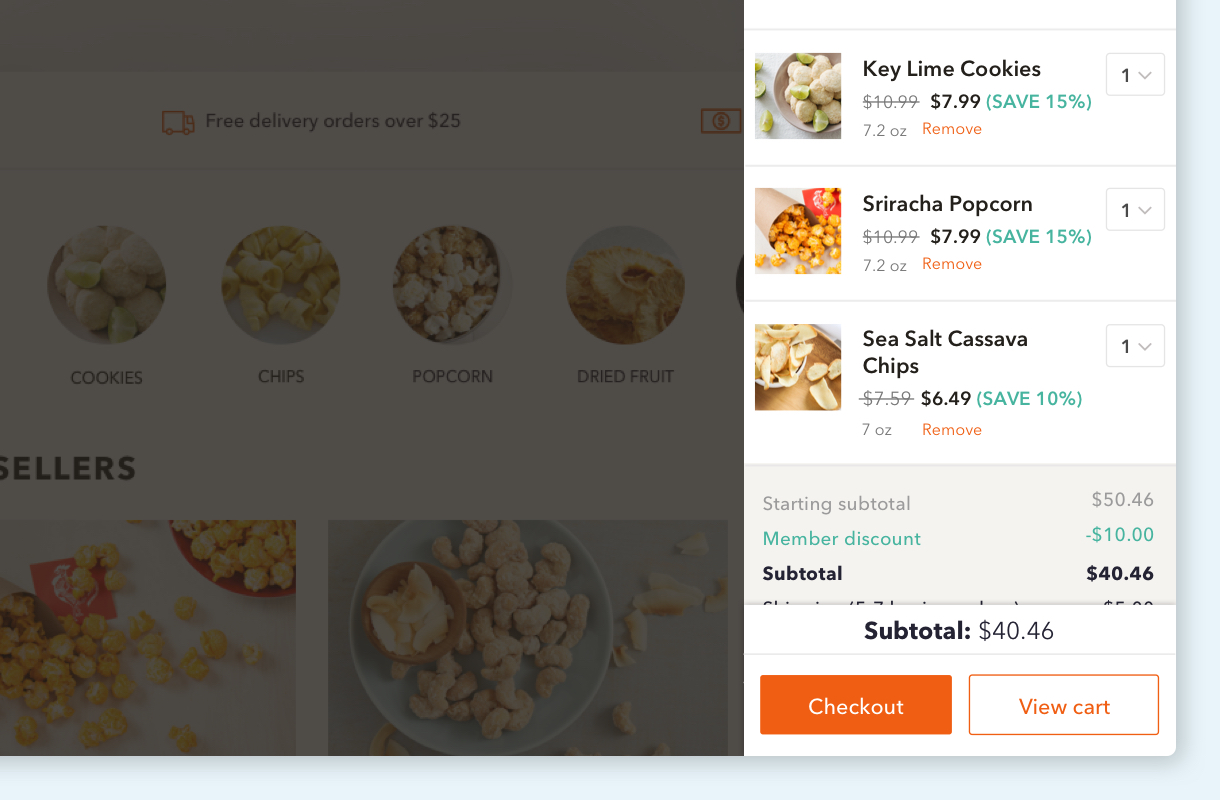 Free delivery orders over $25
COOKIES
CHIPS
POPCORN
DRIED FRUIT
SELLERS
Key Lime Cookies
1
$10.99 $7.99 (SAVE 15%)
7.2 oz Remove
Sriracha Popcorn
1
$10.99 $7.99 (SAVE 15%)
7.2 oz Remove
Sea Salt Cassava
Chips
1
$7.59 $6.49 (SAVE 10%)
7 oz Remove
Starting subtotal $50.46
Member discount -$10.00
Subtotal $40.46
Subtotal: $40.46
Checkout
View cart